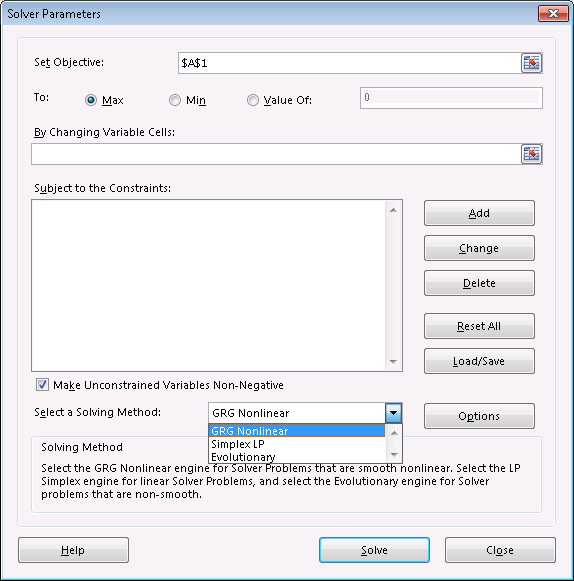 Solver Parameters
Set Objective:
$A$1
To:
Max
Min
Value Of:
0
By Changing Variable Cells:
Subject to the Constraints:
Add
Change
Delete
Reset All
Load/Save
Make Unconstrained Variables Non-Negative
Select a Solving Method:
GRG Nonlinear
Options
GRG Nonlinear
Simplex LP
Evolutionary
Solving Method
Select the GRG Nonlinear engine for Solver Problems that are smooth nonlinear. Select the LP
Simplex engine for linear Solver Problems, and select the Evolutionary engine for Solver
problems that are non-smooth.
Help
Solve
Close